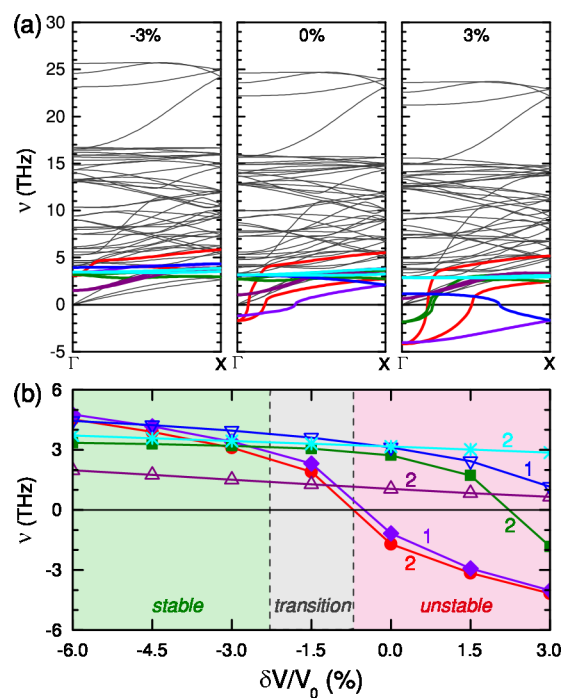 (a)
-3% 0% 3%
30
25
20
15
10
5
0
-5
ν (THz)
Γ X Γ X Γ X
(b)
6
3
0
-3
-6
ν (THz)
2
1
2
2
1
2
stable transition unstable
-6.0 -4.5 -3.0 -1.5 0.0 1.5 3.0
δV/V₀ (%)